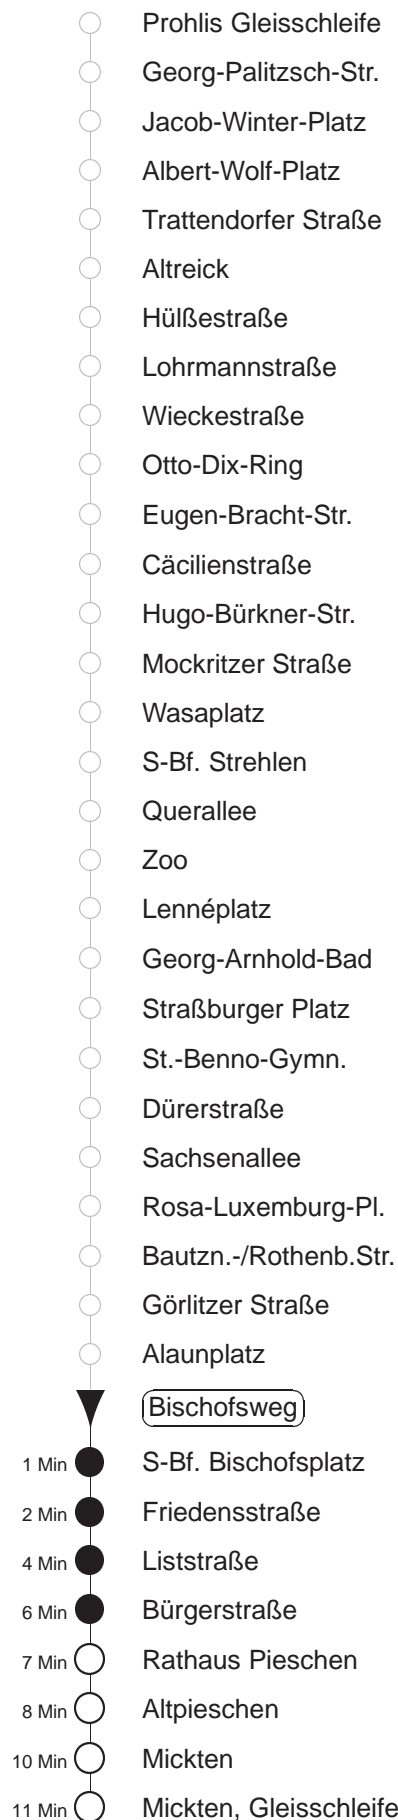 Prohlis Gleisschleife
Georg-Palitzsch-Str.
Jacob-Winter-Platz
Albert-Wolf-Platz
Trattendorfer Straße
Altreick
Hülßestraße
Lohrmannstraße
Wieckestraße
Otto-Dix-Ring
Eugen-Bracht-Str.
Cäcilienstraße
Hugo-Bürkner-Str.
Mockritzer Straße
Wasaplatz
S-Bf. Strehlen
Querallee
Zoo
Lennéplatz
Georg-Arnhold-Bad
Straßburger Platz
St.-Benno-Gymn.
Dürerstraße
Sachsenallee
Rosa-Luxemburg-Pl.
Bautzn.-/Rothenb.Str.
Görlitzer Straße
Alaunplatz
Bischofsweg
1 Min S-Bf. Bischofsplatz
2 Min Friedensstraße
4 Min Liststraße
6 Min Bürgerstraße
7 Min Rathaus Pieschen
8 Min Altpieschen
10 Min Mickten
11 Min Mickten, Gleisschleife